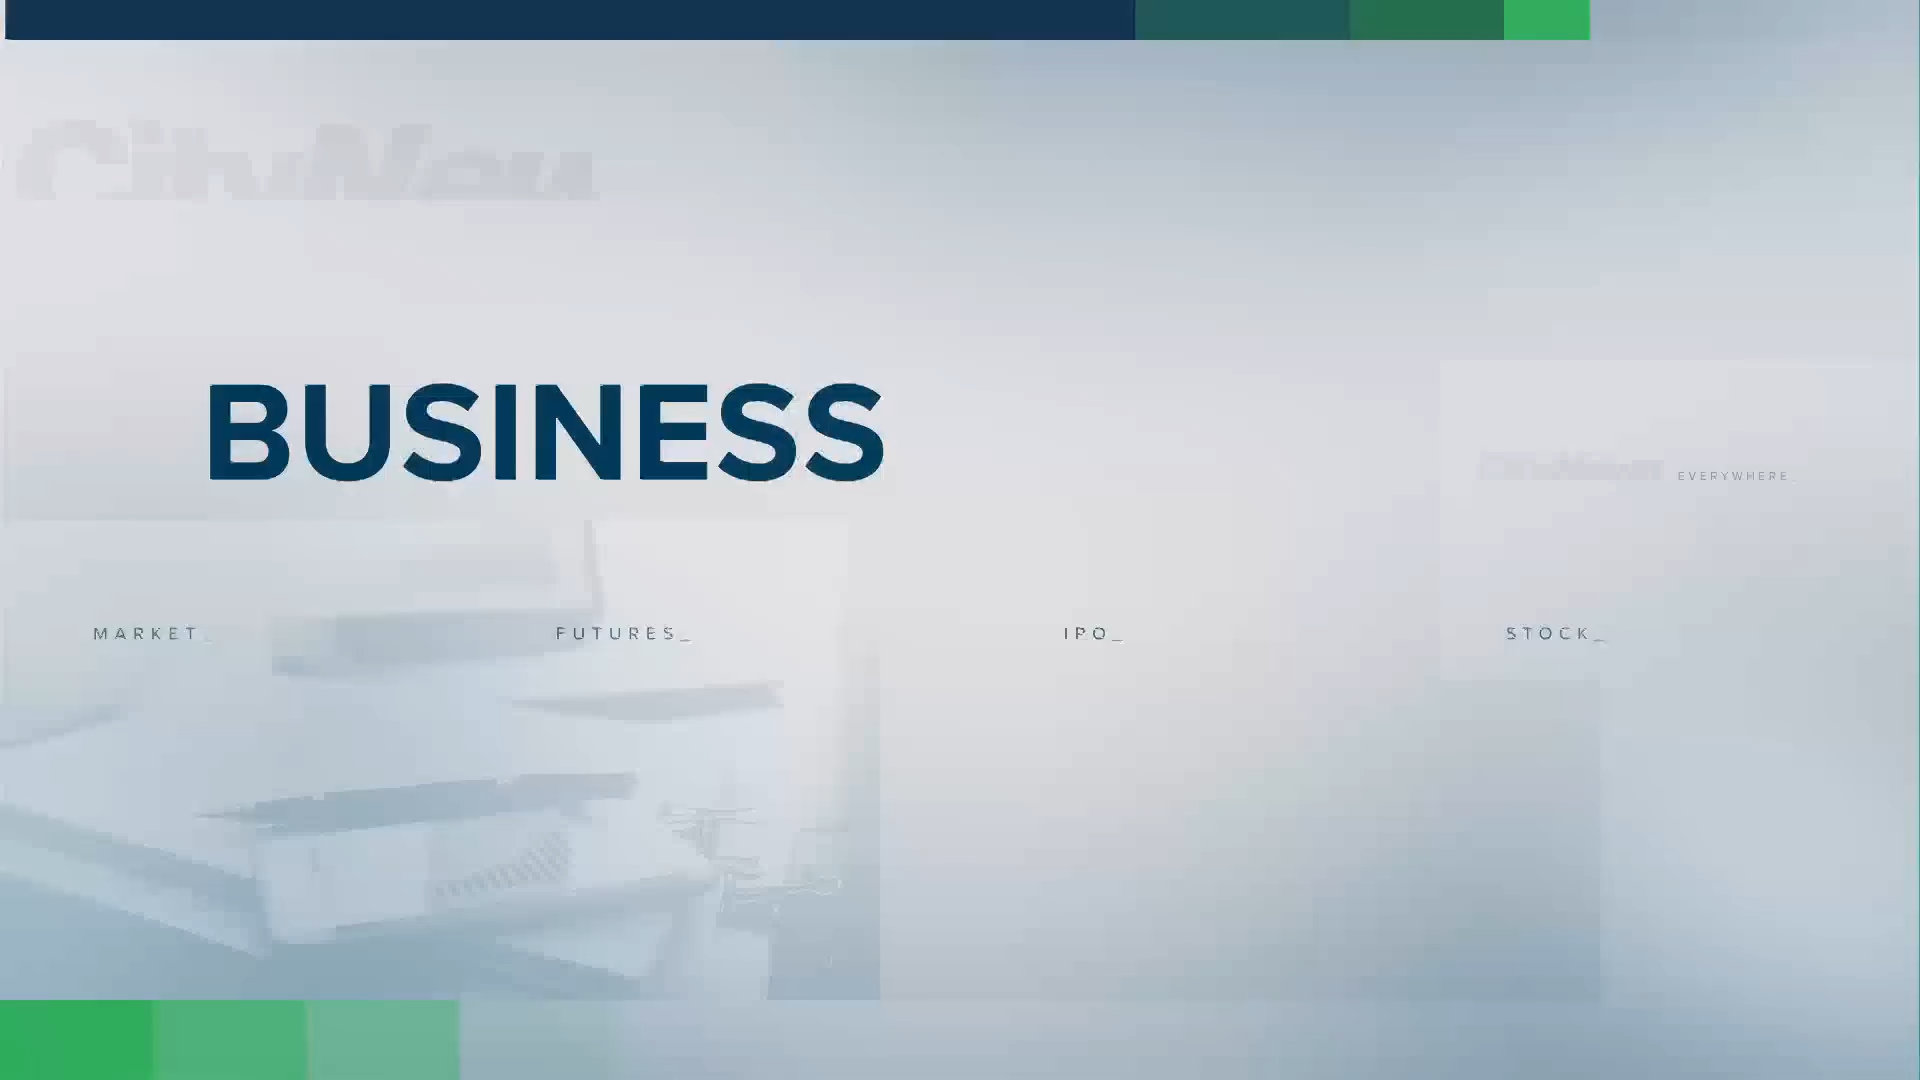 BUSINESS
EVERYWHERE_
MARKET_
FUTURES_
IPO_
STOCK_